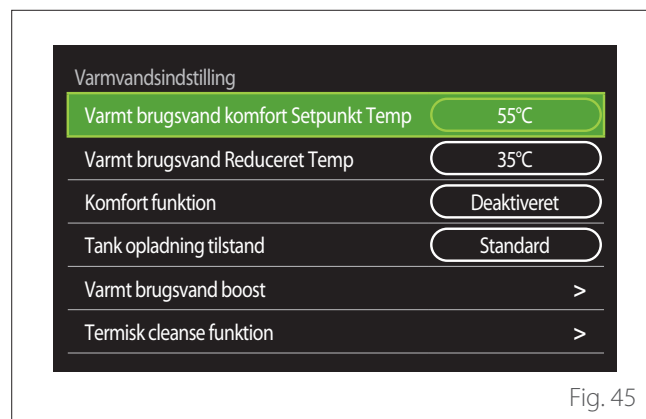 Varmvandsindstilling
Varmt brugsvand komfort Setpunkt Temp 55°C
Varmt brugsvand Reduceret Temp 35°C
Komfort funktion Deaktiveret
Tank opladning tilstand Standard
Varmt brugsvand boost >
Termisk cleanse funktion >
Fig. 45